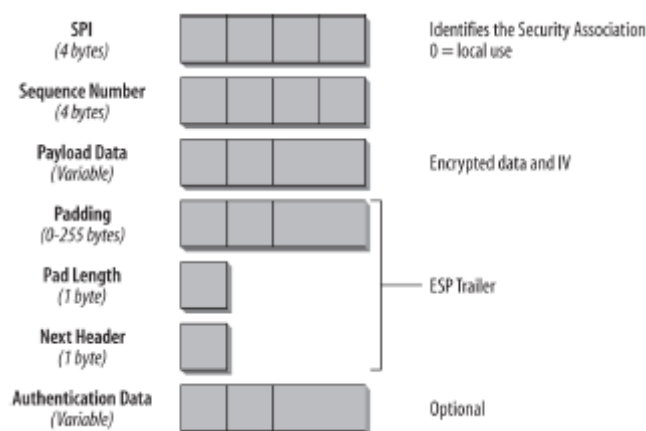 SPI
(4 bytes)
Identifies the Security Association
0 = local use
Sequence Number
(4 bytes)
Payload Data
(Variable)
Encrypted data and IV
Padding
(0-255 bytes)
Pad Length
(1 byte)
ESP Trailer
Next Header
(1 byte)
Authentication Data
(Variable)
Optional